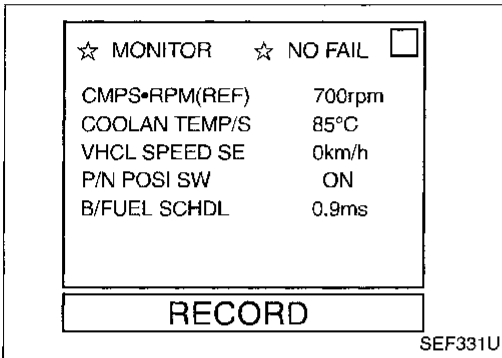 ☆ MONITOR ☆ NO FAIL
CMPS•RPM(REF) 700rpm
COOLAN TEMP/S 85°C
VHCL SPEED SE 0km/h
P/N POSI SW ON
B/FUEL SCHDL 0.9ms
RECORD
SEF331U